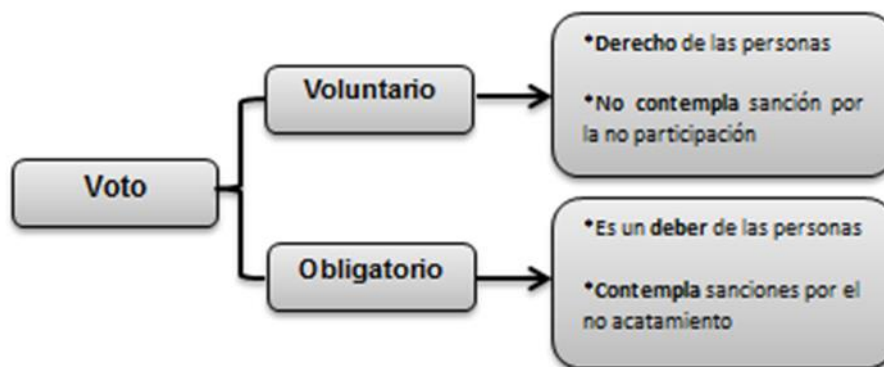 Voto
Voluntario
*Derecho de las personas
*No contempla sanción por
la no participación
Obligatorio
*Es un deber de las personas
*Contempla sanciones por el
no acatamiento